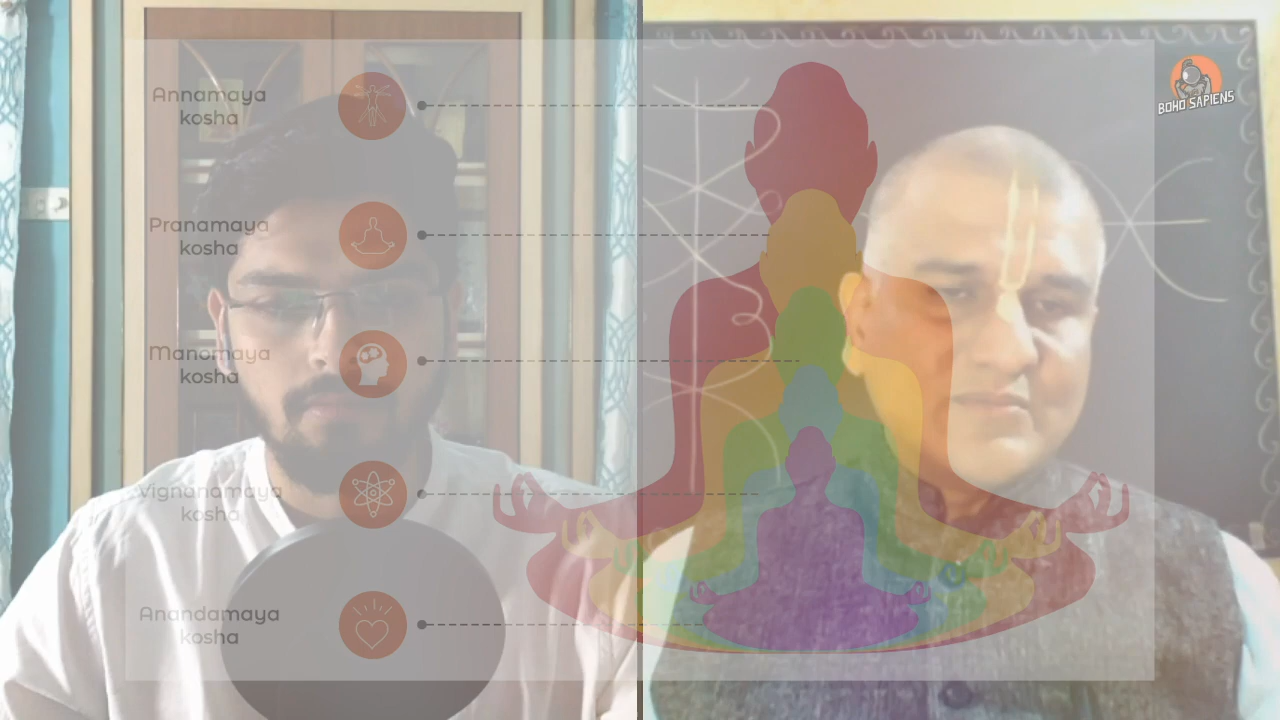 Annamaya
kosha
BOHO SAPIENS
Pranamaya
kosha
Manomaya
kosha
Vignanamaya
kosha
Anandamaya
kosha